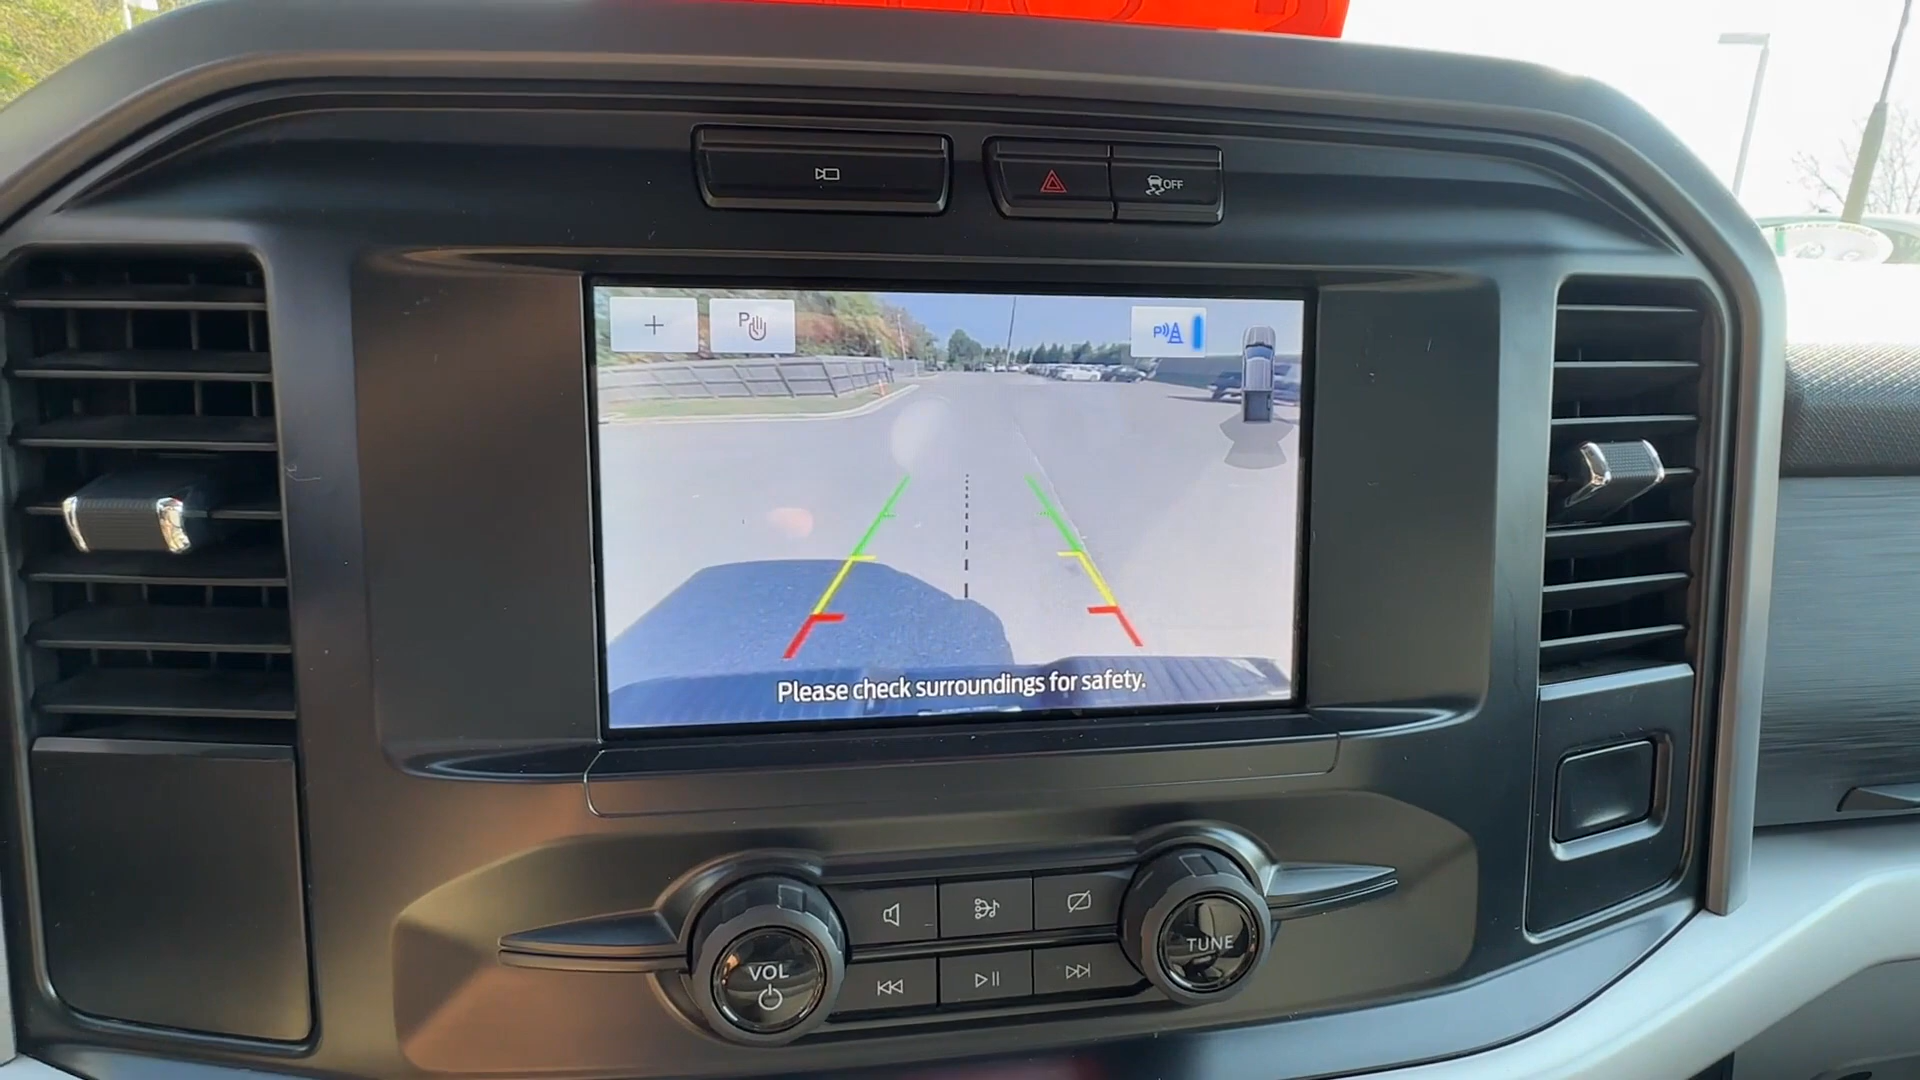 OFF
P
P
Please check surroundings for safety.
VOL
TUNE